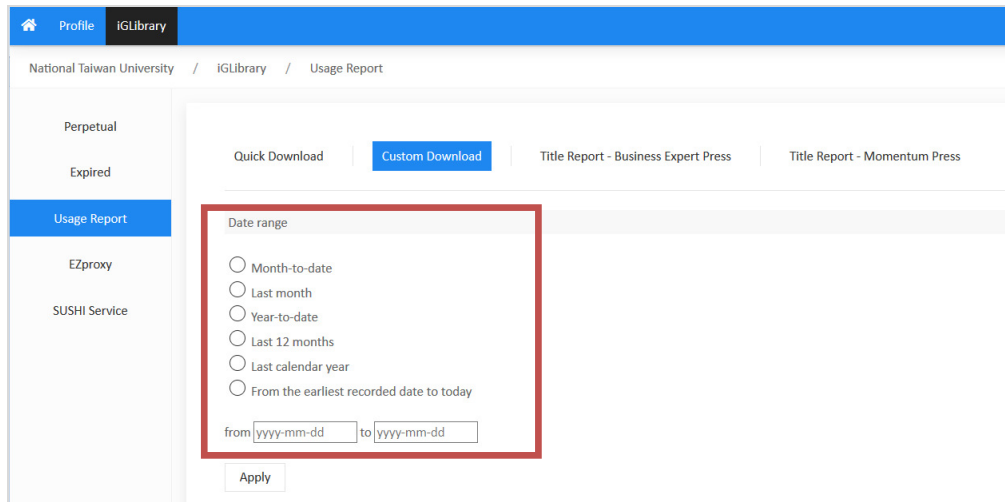 Profile iGLibrary
National Taiwan University / iGLibrary / Usage Report
Perpetual
Expired
Usage Report
EZproxy
SUSHI Service
Quick Download Custom Download Title Report - Business Expert Press Title Report - Momentum Press
Date range
Month-to-date
Last month
Year-to-date
Last 12 months
Last calendar year
From the earliest recorded date to today
from yyyy-mm-dd to yyyy-mm-dd
Apply